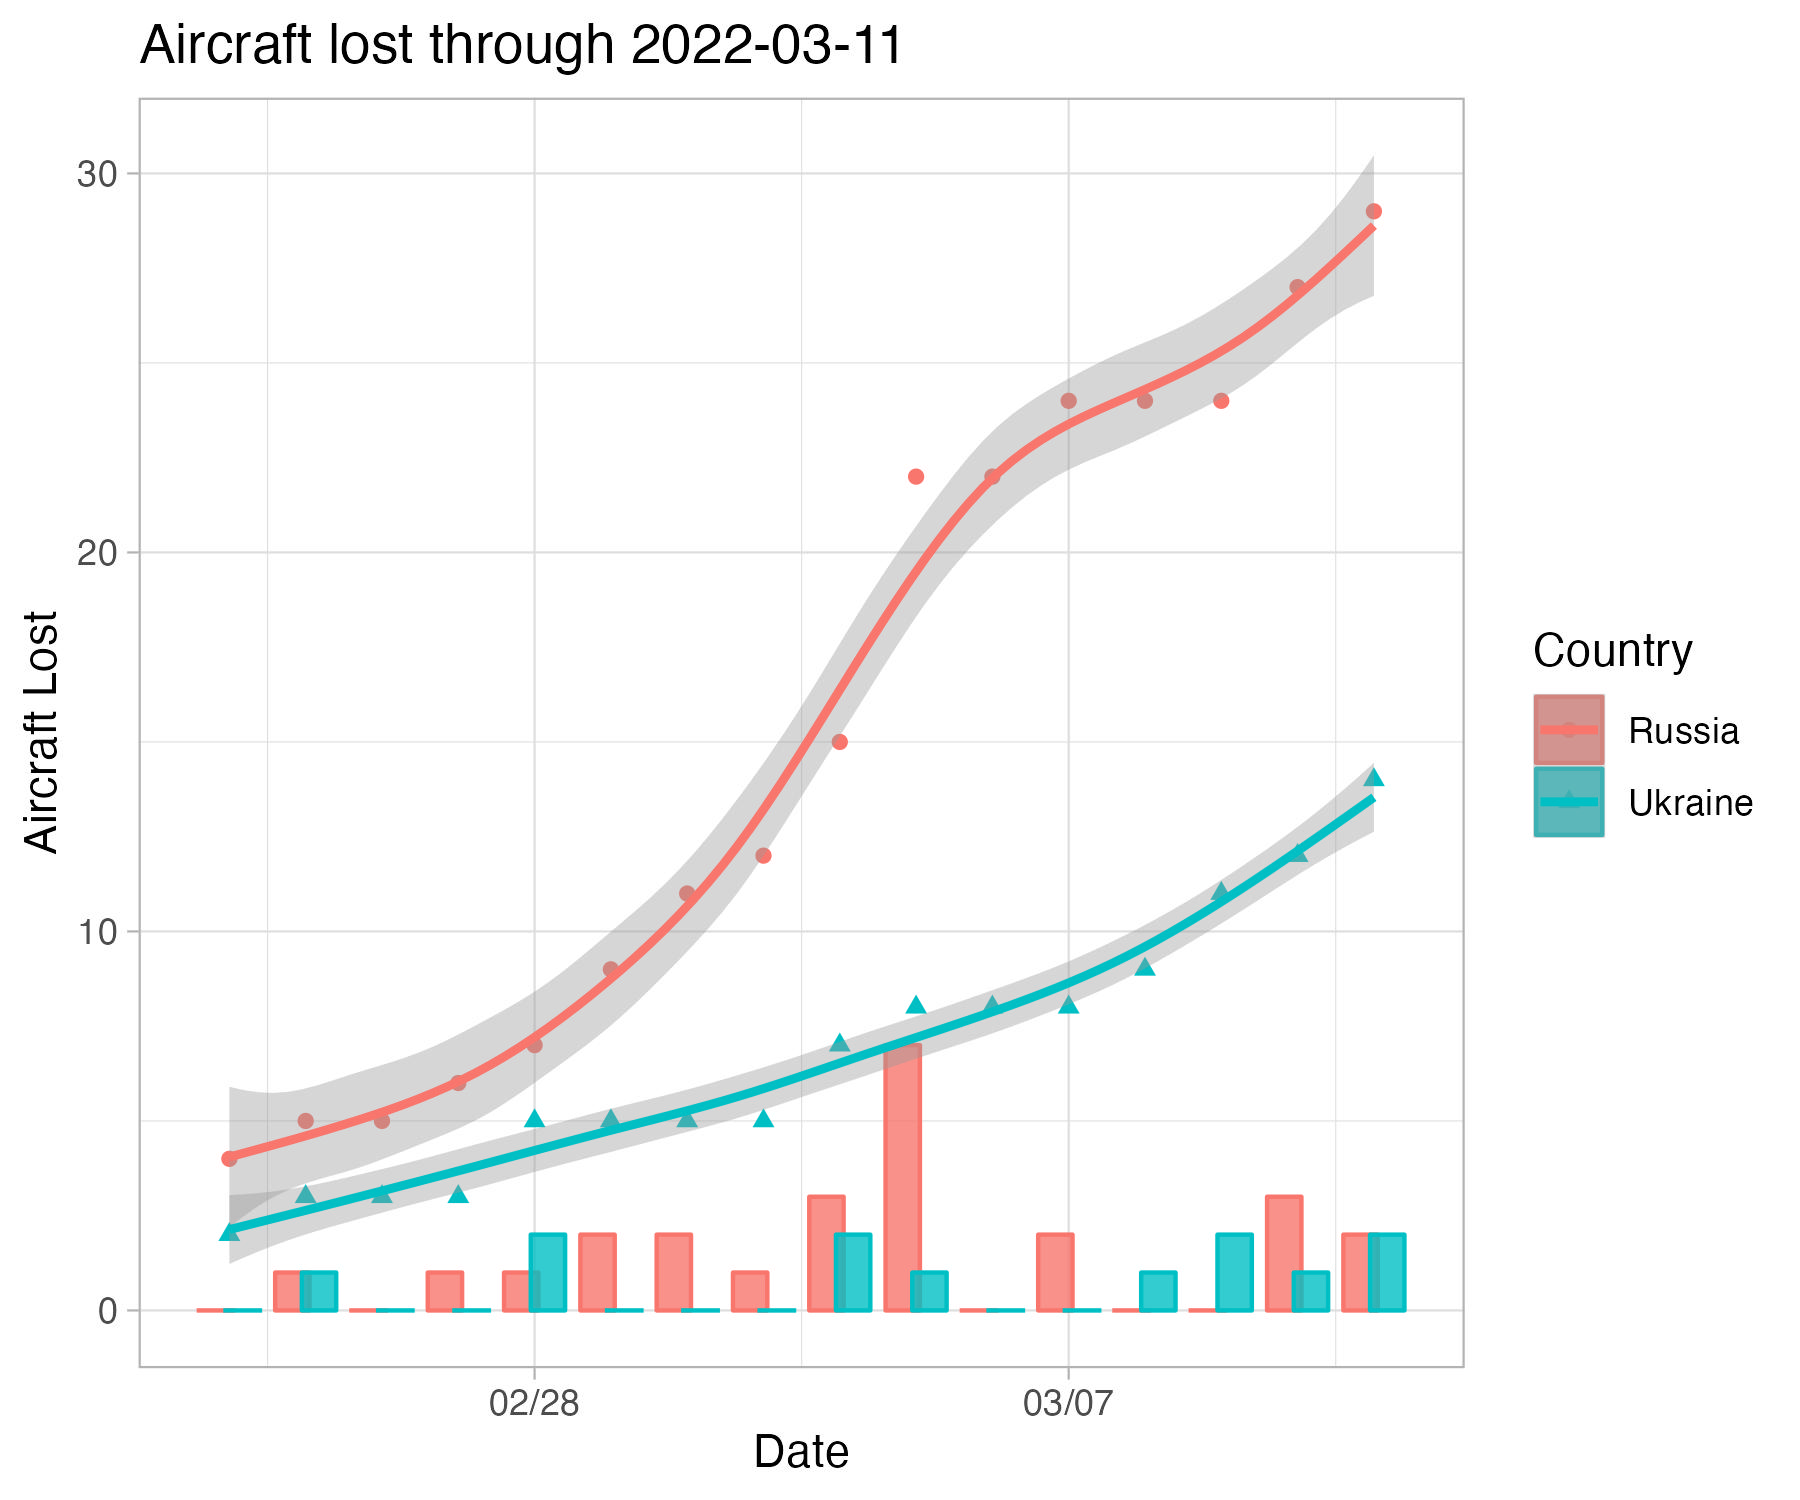 Aircraft lost through 2022-03-11
30
20
10
0
Aircraft Lost
02/28
03/07
Date
Country
Russia
Ukraine